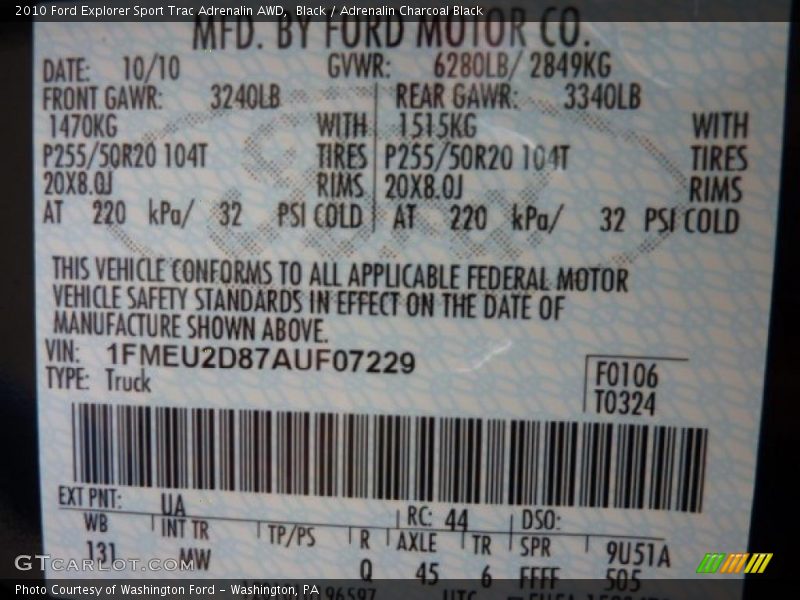 2010 Ford Explorer Sport Trac Adrenalin AWD, Black / Adrenalin Charcoal Black
MFD. BY FORD MOTOR CO.
DATE: 10/10 GVWR: 6280LB/ 2849KG
FRONT GAWR: 3240LB REAR GAWR: 3340LB
1470KG WITH 1515KG WITH
P255/50R20 104T TIRES P255/50R20 104T TIRES
20X8.0J RIMS 20X8.0J RIMS
AT 220 kPa/ 32 PSI COLD AT 220 kPa/ 32 PSI COLD
THIS VEHICLE CONFORMS TO ALL APPLICABLE FEDERAL MOTOR
VEHICLE SAFETY STANDARDS IN EFFECT ON THE DATE OF
MANUFACTURE SHOWN ABOVE.
VIN: 1FMEU2D87AUF07229
TYPE: Truck
F0106
T0324
EXT PNT: UA RC: 44 DSO:
WB INT TR TP/PS R AXLE TR SPR 9U51A
131 MW Q 45 6 FFFF 505
GTCARLOT.COM
Photo Courtesy of Washington Ford - Washington, PA